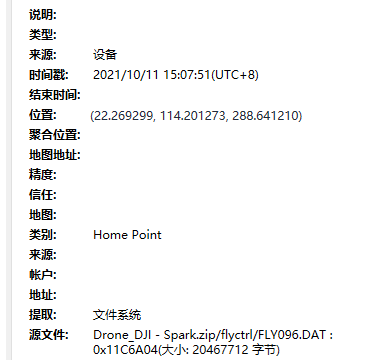 说明:
类型:
来源: 设备
时间戳: 2021/10/11 15:07:51(UTC+8)
结束时间:
位置: (22.269299, 114.201273, 288.641210)
聚合位置:
地图地址:
精度:
信任:
地图:
类别: Home Point
来源:
帐户:
地址:
提取: 文件系统
源文件: Drone_DJI - Spark.zip/flyctrl/FLY096.DAT :
0x11C6A04(大小: 20467712 字节)